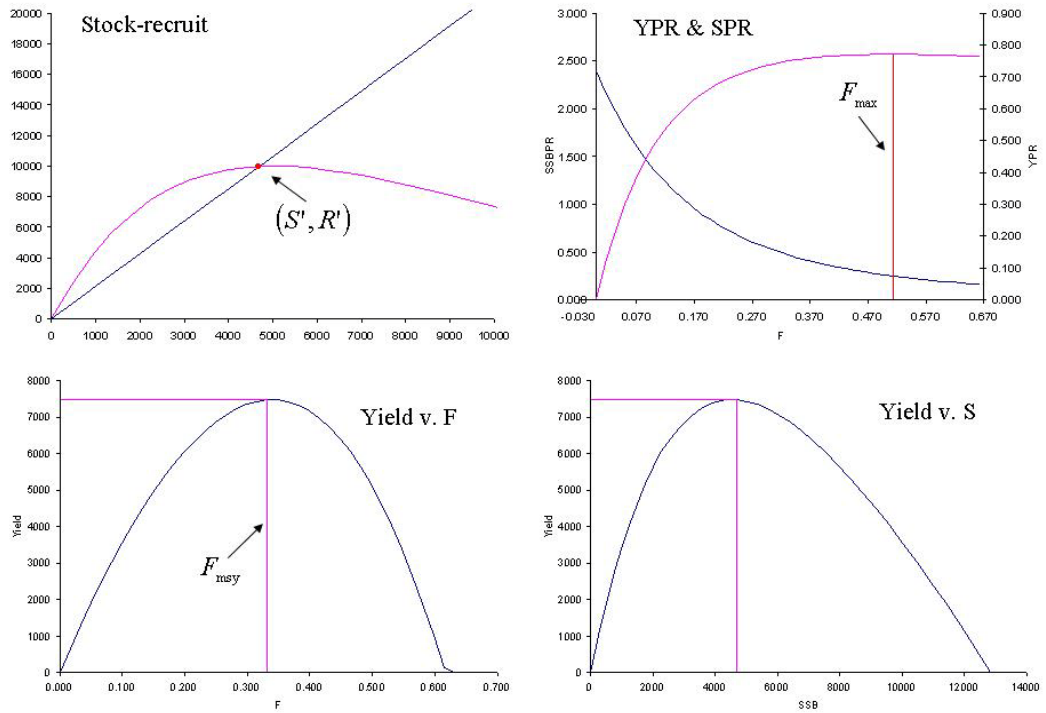 Stock-recruit
20000
18000
16000
14000
12000
10000
8000
6000
4000
2000
0
0 1000 2000 3000 4000 5000 6000 7000 8000 9000 10000
(S', R')
YPR & SPR
3.000
2.500
2.000
1.500
1.000
0.500
0.000
SSBPR
0.900
0.800
0.700
0.600
0.500
0.400
0.300
0.200
0.100
0.000
YPR
-0.030 0.070 0.170 0.270 0.370 0.470 0.570 0.670
F
Fmax
Yield v. F
8000
7000
6000
5000
4000
3000
2000
1000
0
Yield
0.000 0.100 0.200 0.300 0.400 0.500 0.600 0.700
F
Fmsy
Yield v. S
8000
7000
6000
5000
4000
3000
2000
1000
0
Yield
0 2000 4000 6000 8000 10000 12000 14000
SSB